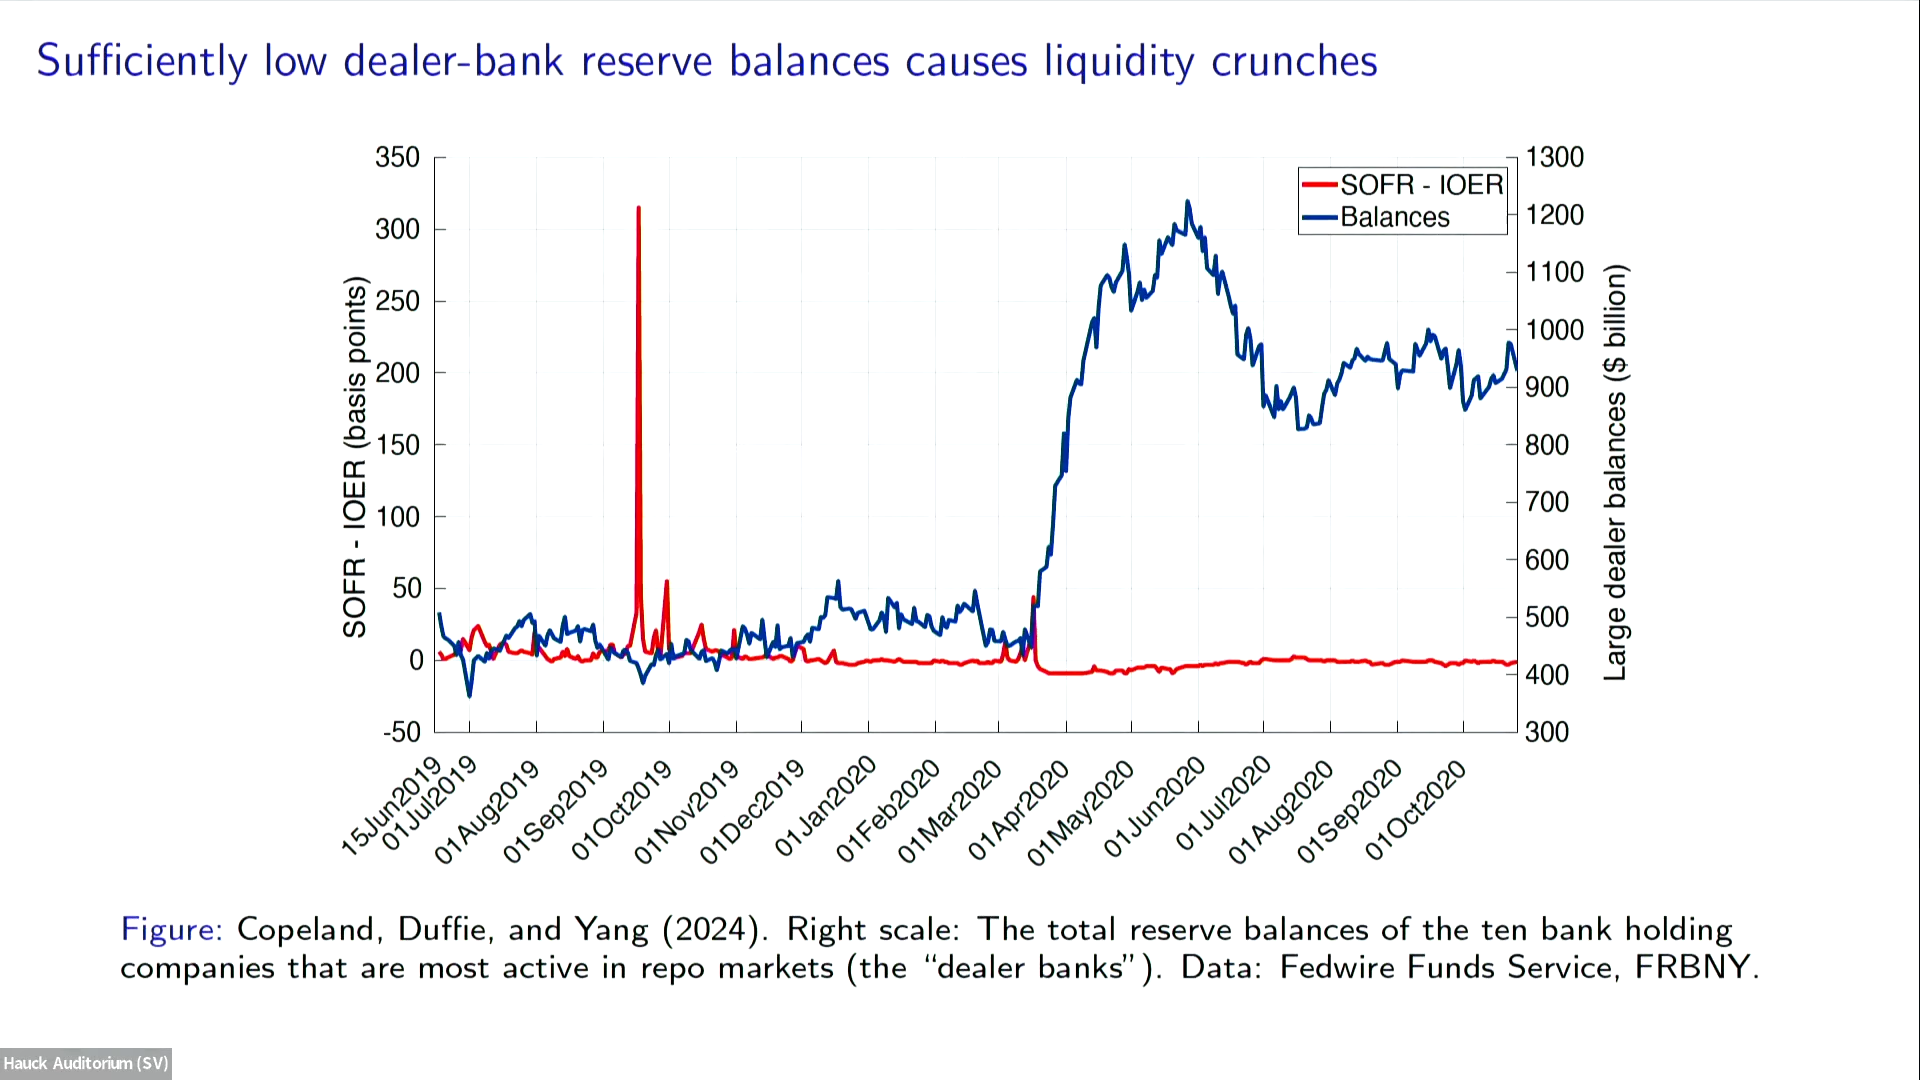 Sufficiently low dealer-bank reserve balances causes liquidity crunches
350
300
250
200
150
100
50
0
-50
SOFR - IOER (basis points)
1300
1200
1100
1000
900
800
700
600
500
400
300
Large dealer balances ($ billion)
SOFR - IOER
Balances
15Jun2019
01Jul2019
01Aug2019
01Sep2019
01Oct2019
01Nov2019
01Dec2019
01Jan2020
01Feb2020
01Mar2020
01Apr2020
01May2020
01Jun2020
01Jul2020
01Aug2020
01Sep2020
01Oct2020
Figure: Copeland, Duffie, and Yang (2024). Right scale: The total reserve balances of the ten bank holding
companies that are most active in repo markets (the “dealer banks”). Data: Fedwire Funds Service, FRBNY.
Hauck Auditorium (SV)